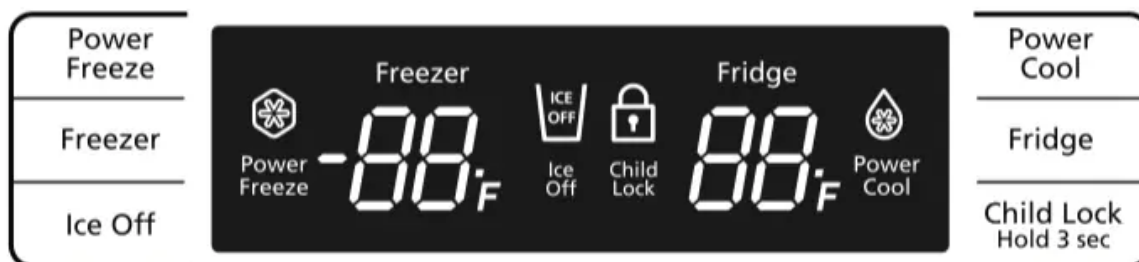 Power
Freeze
Freezer
Ice Off
Freezer
-88°F
Power
Freeze
ICE
OFF
Ice
Off
Child
Lock
Fridge
88°F
Power
Cool
Power
Cool
Fridge
Child Lock
Hold 3 sec